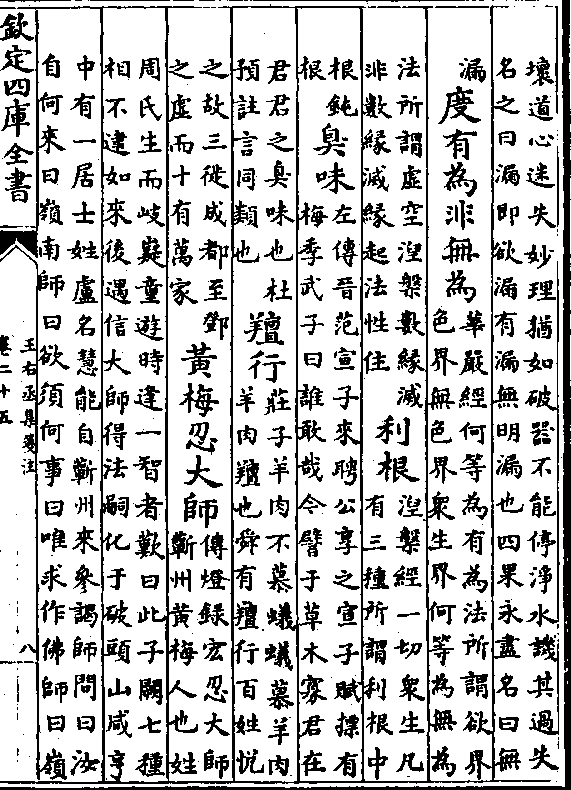 壞道心迷失妙理猶如破器不能停淨水譏其過失
名之曰漏即欲漏有漏無明漏也四果永盡名曰無
漏
度有為非無為
華嚴經何等為有為法所謂欲界
色界無色界衆生界何等為無為
法所謂虛空涅槃數緣滅
非數緣滅緣起法性住
利根
涅槃經一切衆生凡
有三種所謂利根中
根鈍
根
臭味
左傳晉范宣子來聘公享之宣子賦摽有
梅季武子曰誰敢哉今譬于草木寡君在
君君之臭味也杜
預註言同類也
羶行
莊子羊肉不慕蟻蟻慕羊肉
羊肉羶也舜有羶行百姓悅
之故三徙成都至鄧
之虛而十有萬家
黃梅忍大師
傳燈錄宏忍大師
蘄州黃梅人也姓
周氏生而岐嶷童遊時逢一智者歎曰此子闕七種
相不逮如來後遇信大師得法嗣化于破頭山咸亨
中有一居士姓盧名慧能自蘄州來參謁師問曰汝
自何來曰嶺南師曰欲須何事曰唯求作佛師曰嶺
欽定四庫全書
王右丞集箋注
卷二十五
八